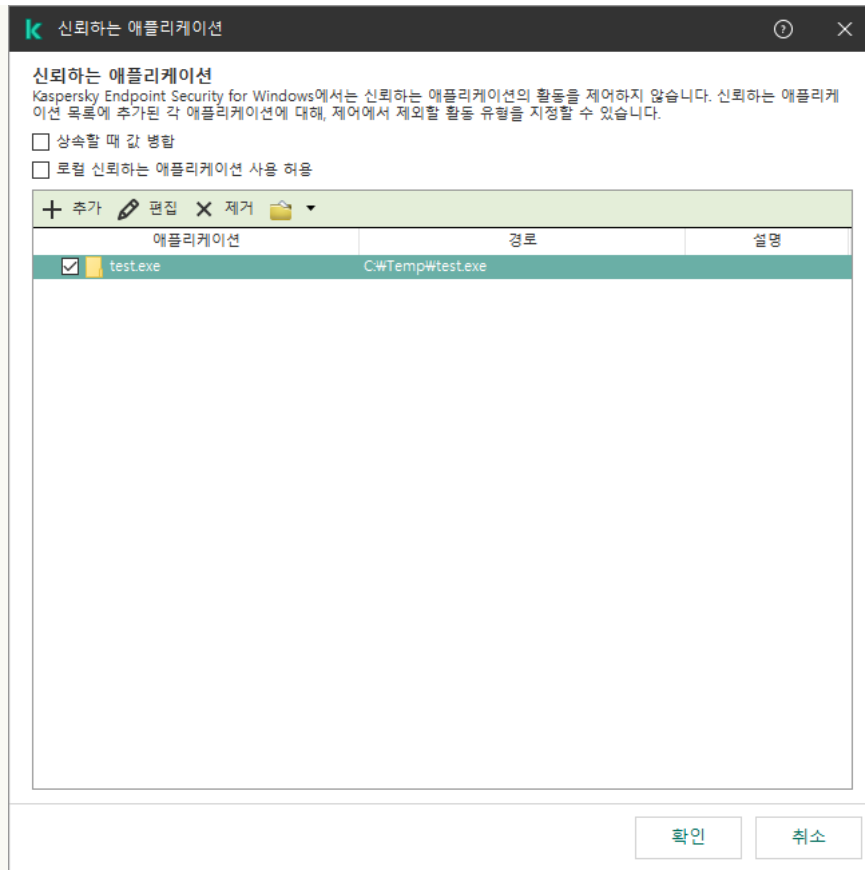 신뢰하는 애플리케이션
신뢰하는 애플리케이션
Kaspersky Endpoint Security for Windows에서는 신뢰하는 애플리케이션의 활동을 제어하지 않습니다. 신뢰하는 애플리케
이션 목록에 추가된 각 애플리케이션에 대해, 제어에서 제외할 활동 유형을 지정할 수 있습니다.
상속할 때 값 병합
로컬 신뢰하는 애플리케이션 사용 허용
추가 편집 제거
애플리케이션 경로 설명
test.exe C:₩Temp₩test.exe
확인 취소